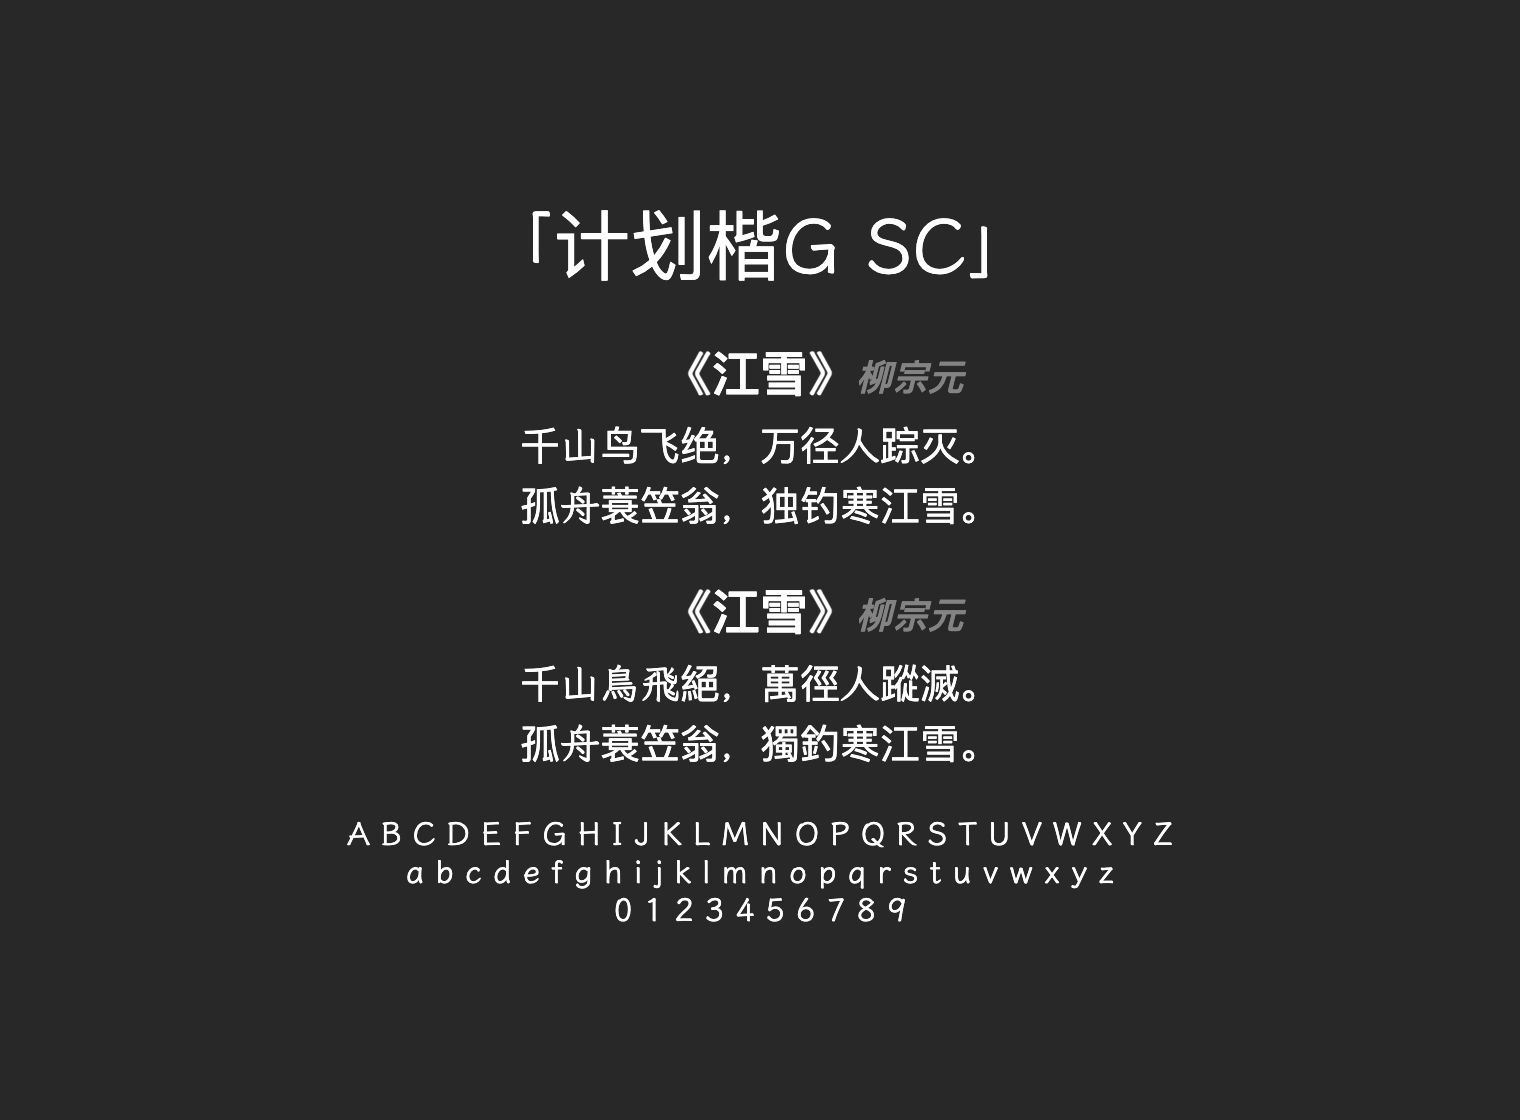 「计划楷G SC」
《江雪》 柳宗元
千山鸟飞绝，万径人踪灭。
孤舟蓑笠翁，独钓寒江雪。
《江雪》 柳宗元
千山鳥飛絕，萬徑人蹤滅。
孤舟蓑笠翁，獨釣寒江雪。
A B C D E F G H I J K L M N O P Q R S T U V W X Y Z
a b c d e f g h i j k l m n o p q r s t u v w x y z
0 1 2 3 4 5 6 7 8 9